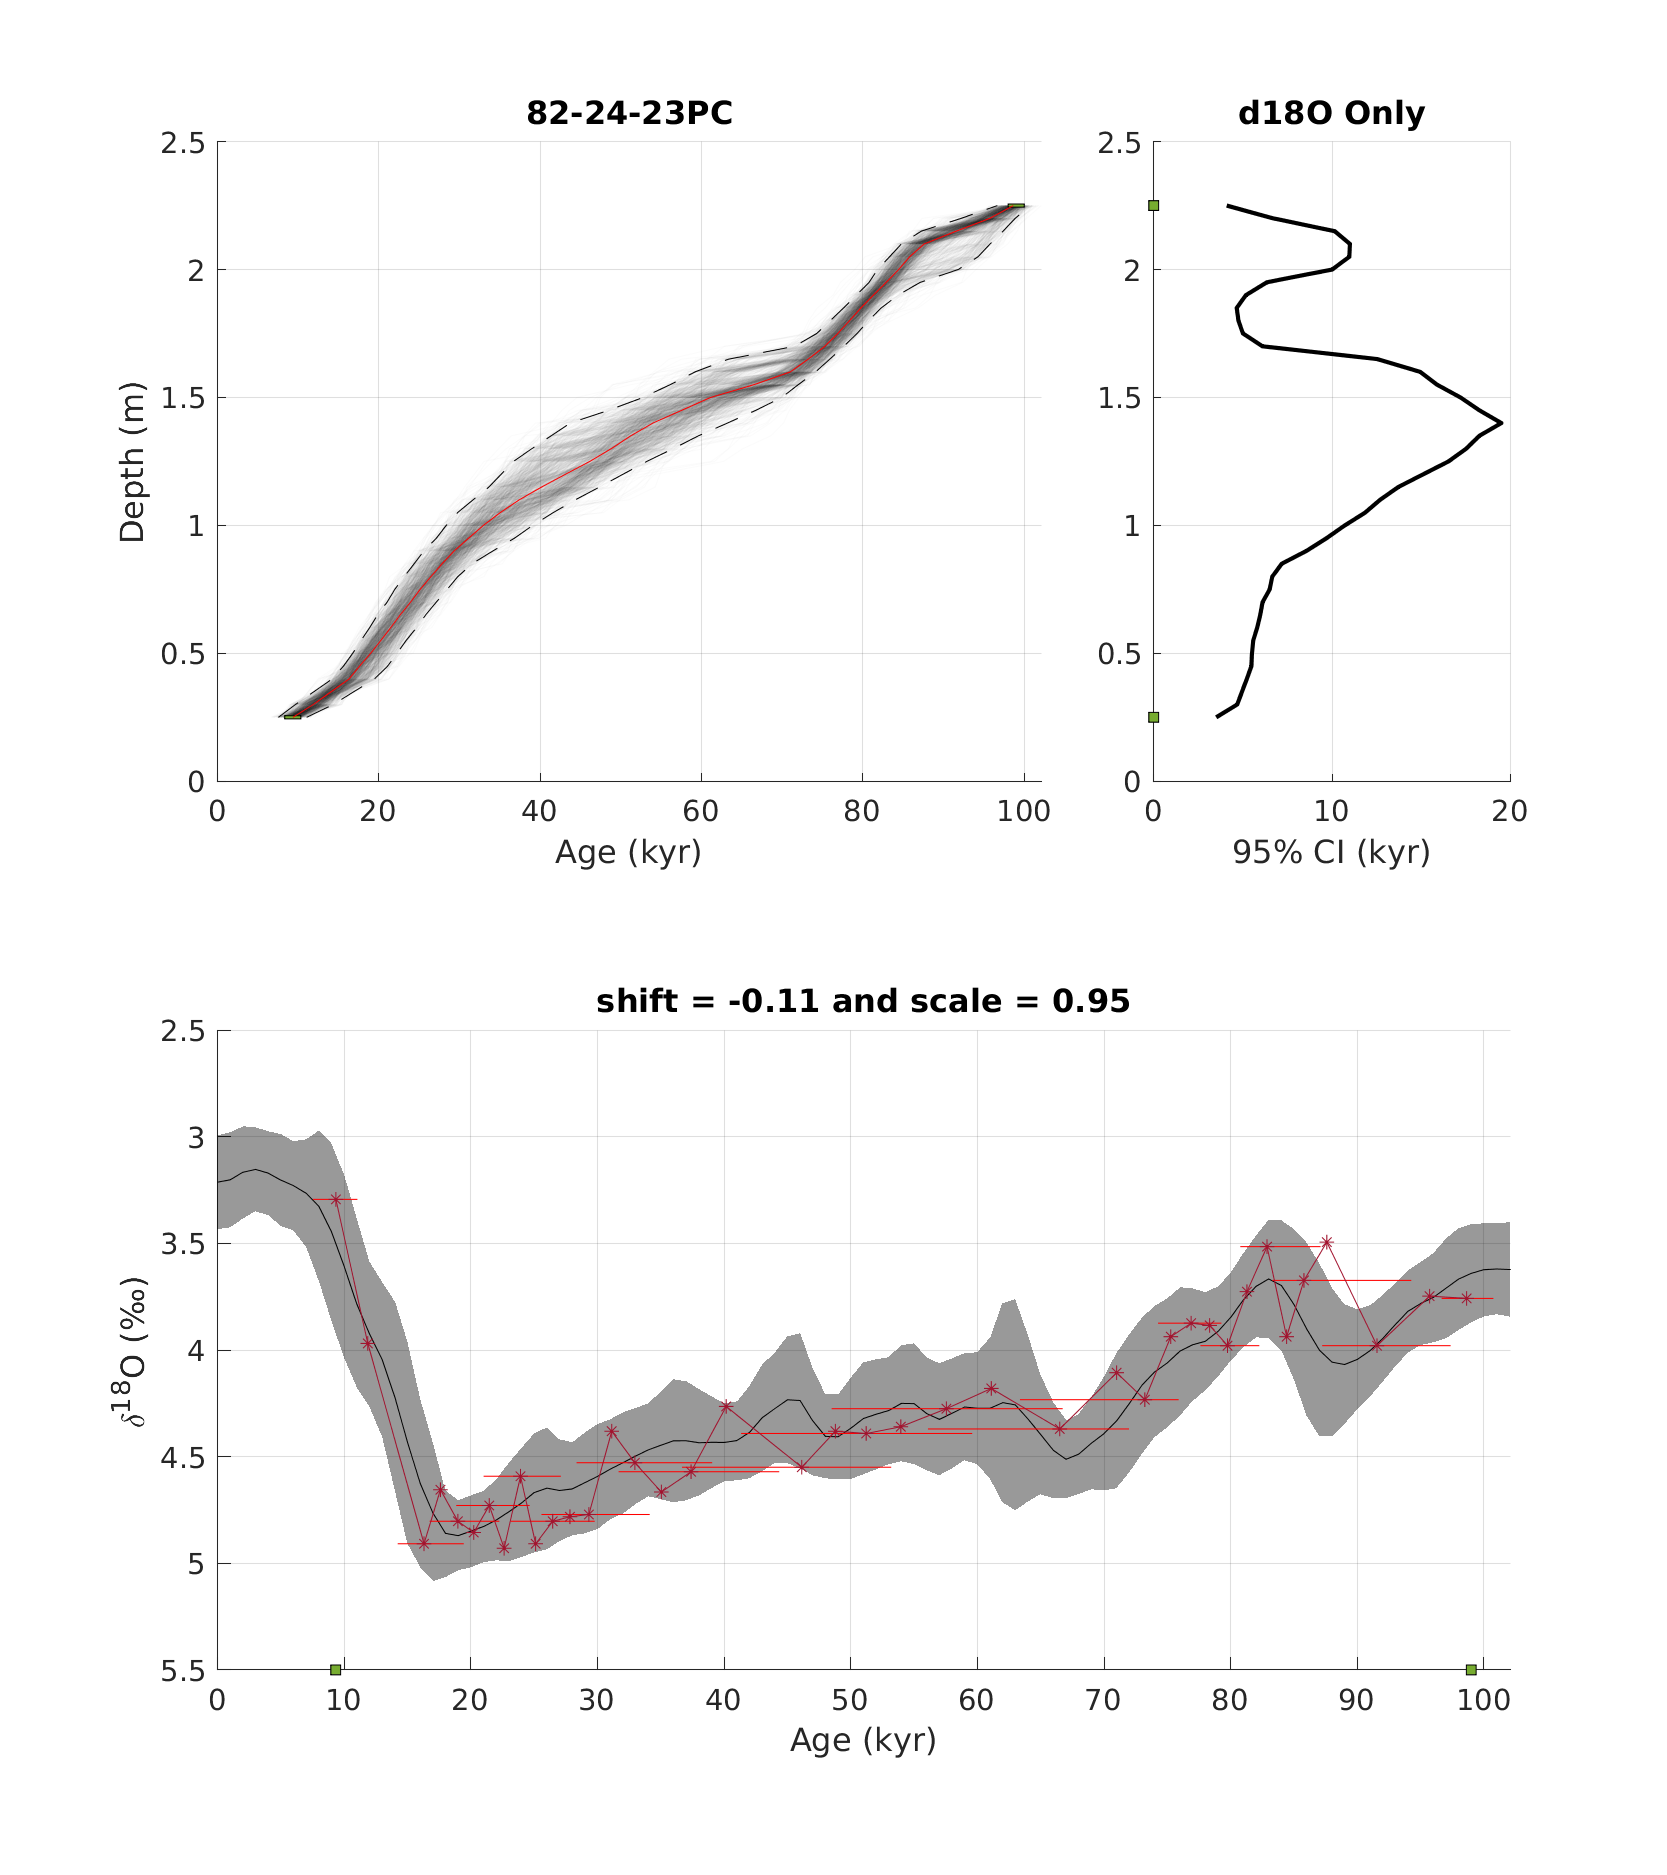 82-24-23PC
d18O Only
2.5
2
1.5
1
0.5
0
Depth (m)
0 20 40 60 80 100
Age (kyr)
2.5
2
1.5
1
0.5
0
0 10 20
95% CI (kyr)
shift = -0.11 and scale = 0.95
2.5
3
3.5
4
4.5
5
5.5
δ¹⁸O (‰)
0 10 20 30 40 50 60 70 80 90 100
Age (kyr)